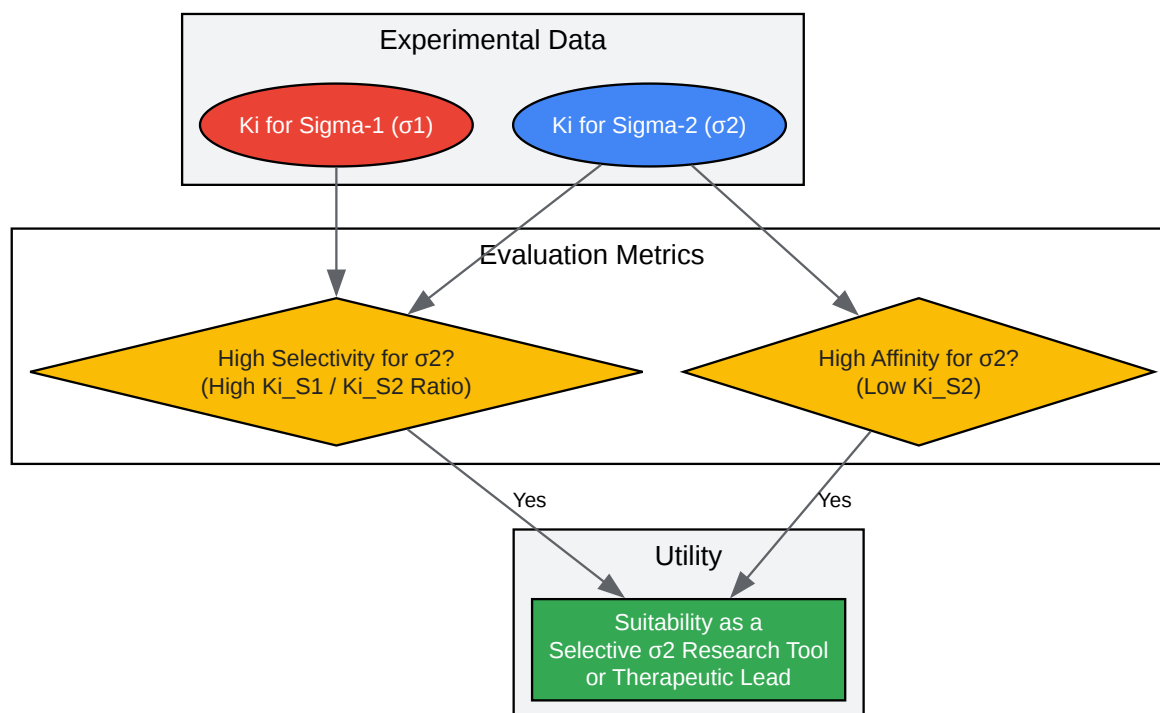 Experimental Data
Ki for Sigma-1 (σ1)
Ki for Sigma-2 (σ2)
Evaluation Metrics
High Selectivity for σ2?
(High Ki_S1 / Ki_S2 Ratio)
High Affinity for σ2?
(Low Ki_S2)
Yes
Yes
Utility
Suitability as a
Selective σ2 Research Tool
or Therapeutic Lead